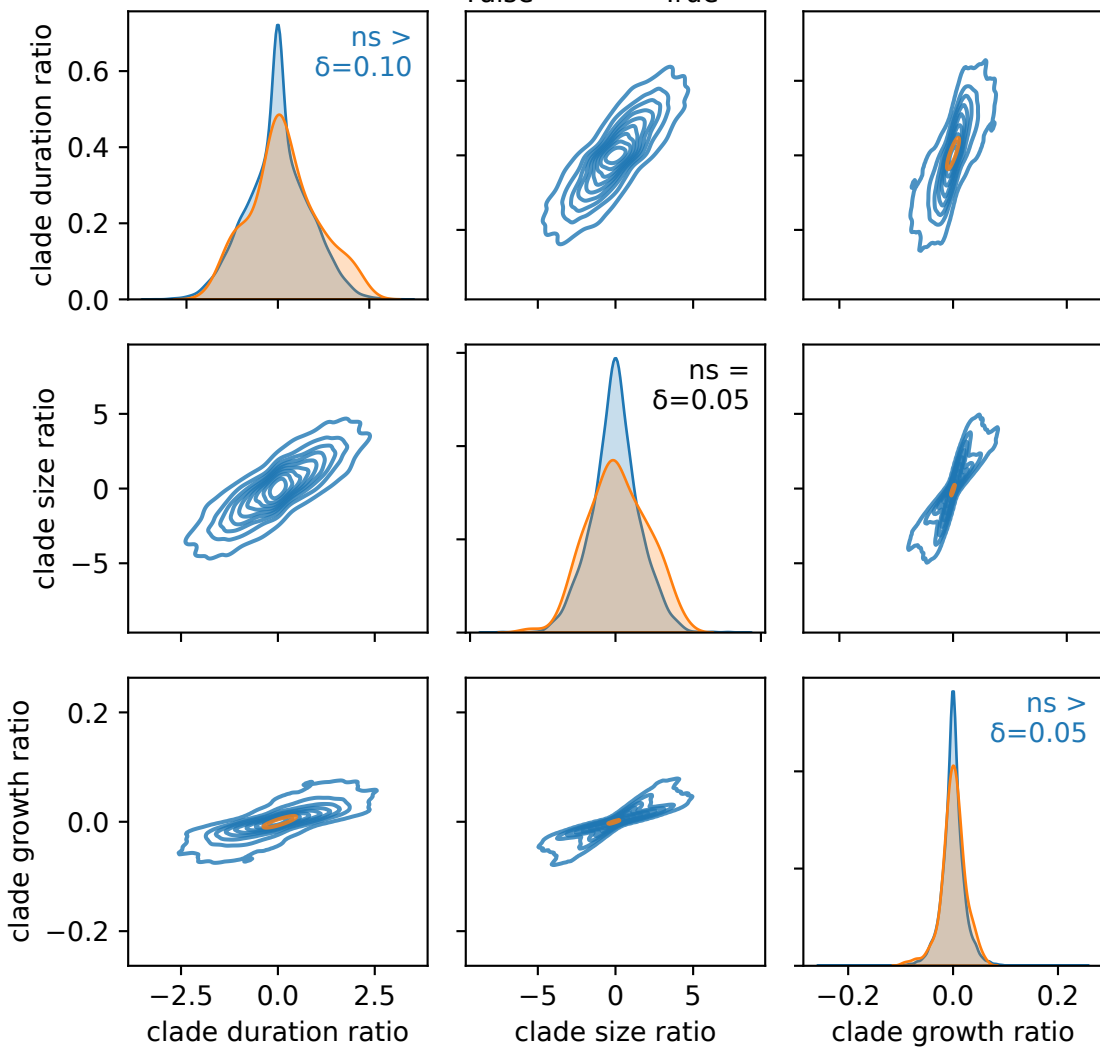 True
clade duration ratio
0.6
0.4
0.2
0.0
ns >
δ=0.10
clade size ratio
5
0
−5
ns =
δ=0.05
clade growth ratio
0.2
0.0
−0.2
ns >
δ=0.05
−2.5 0.0 2.5
−5 0 5
−0.2 0.0 0.2
clade duration ratio
clade size ratio
clade growth ratio